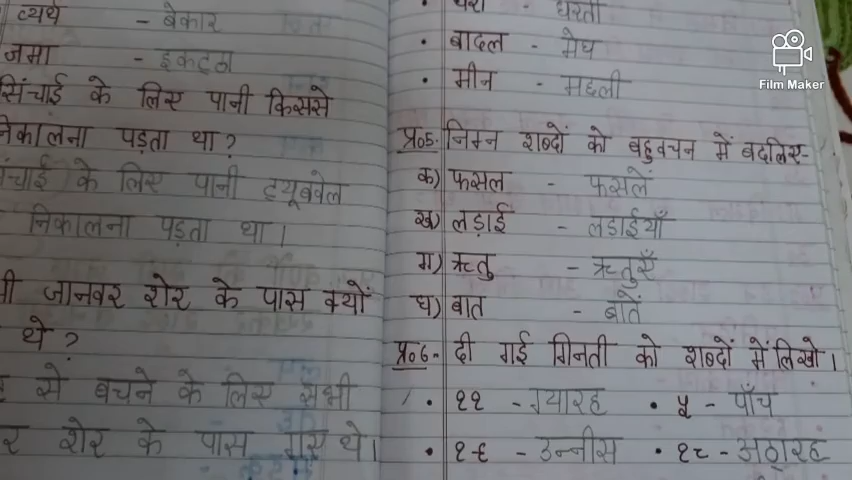 व्यर्थ - बेकार
जमा - इकट्ठा
सिंचाई के लिए पानी किससे
निकालना पड़ता था?
के लिए पानी ट्यूबवेल
निकालना पड़ता था।
जानवर शेर के पास क्यों
थे?
से बचने के लिए सभी
शेर के पास गए थे।
- धरती
• बादल - मेघ
• मीन - मछली
प्र०5- निम्न शब्दों को बहुवचन में बदलिए-
क) फसल - फसलें
ख) लड़ाई - लडाईयाँ
ग) ऋतु - ऋतुएँ
घ) बात - बातें
प्र०6- दी गई गिनती को शब्दों में लिखो।
• ११ - ग्यारह • ५ - पाँच
• १९ - उन्नीस • १८ - अठ्ठारह
Film Maker